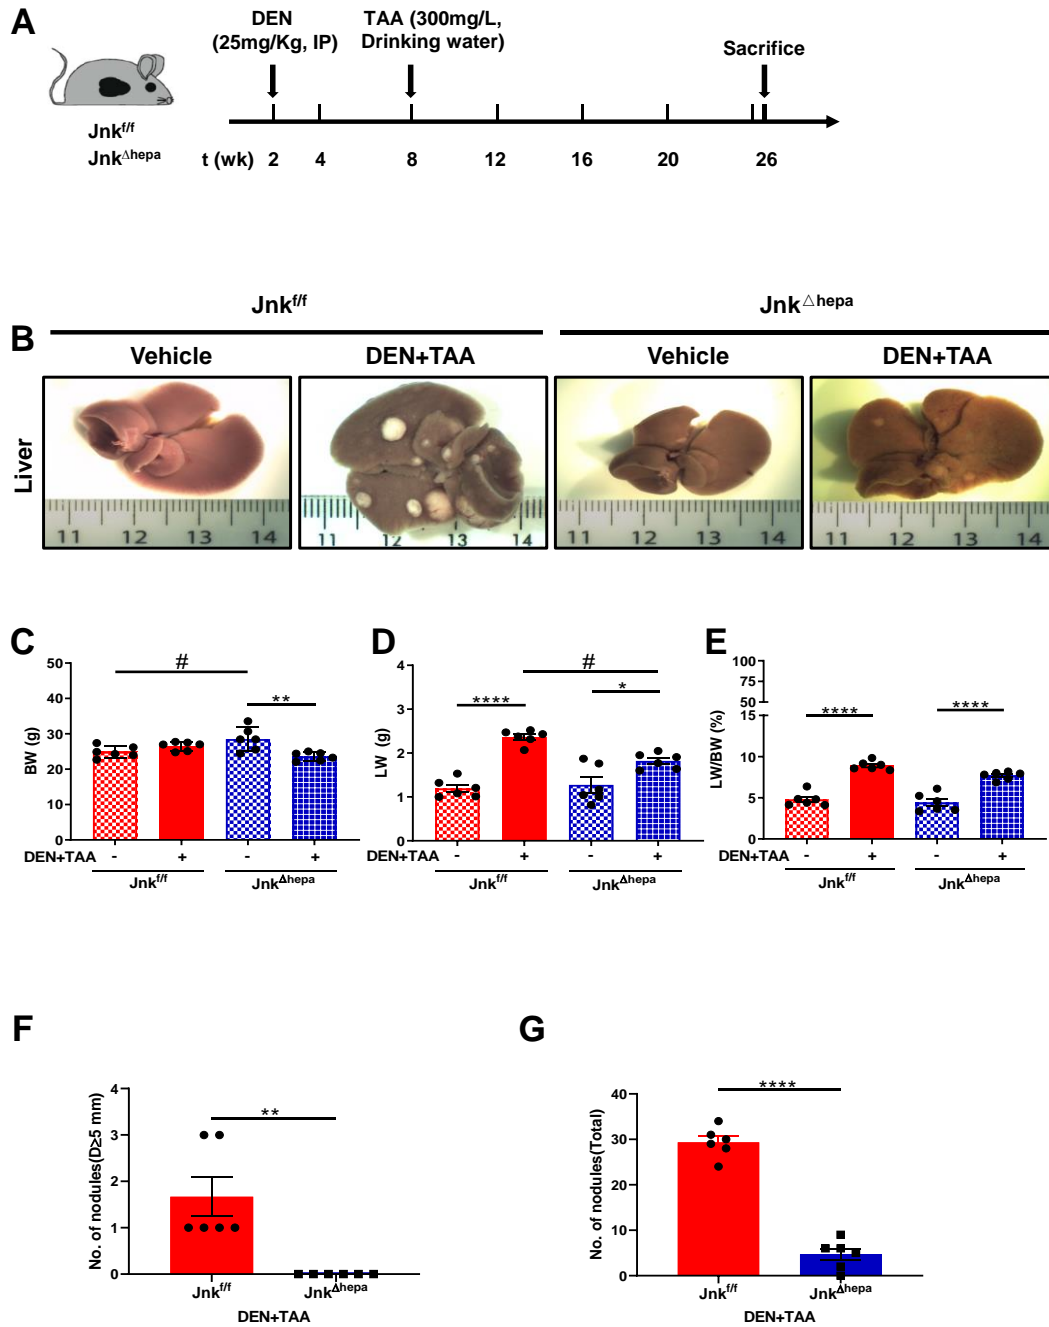 A
DEN
(25mg/Kg, IP)
TAA (300mg/L,
Drinking water)
Sacrifice
Jnkf/f
JnkΔhepa
t (wk) 2 4 8 12 16 20 26
Jnkf/f
Jnk△hepa
B
Vehicle
DEN+TAA
Vehicle
DEN+TAA
Liver
11 12 13 14
11 12 13 14
11 12 13 14
11 12 13 14
C
BW (g)
50
40
30
20
10
0
#
**
DEN+TAA - + - +
Jnkf/f
JnkΔhepa
D
LW (g)
4
3
2
1
0
****
#
*
DEN+TAA - + - +
Jnkf/f
JnkΔhepa
E
LW/BW (%)
100
75
50
15
10
5
0
****
****
DEN+TAA - + - +
Jnkf/f
JnkΔhepa
F
No. of nodules(D≥5 mm)
4
3
2
1
0
**
Jnkf/f
JnkΔhepa
DEN+TAA
G
No. of nodules(Total)
40
30
20
10
0
****
Jnkf/f
JnkΔhepa
DEN+TAA